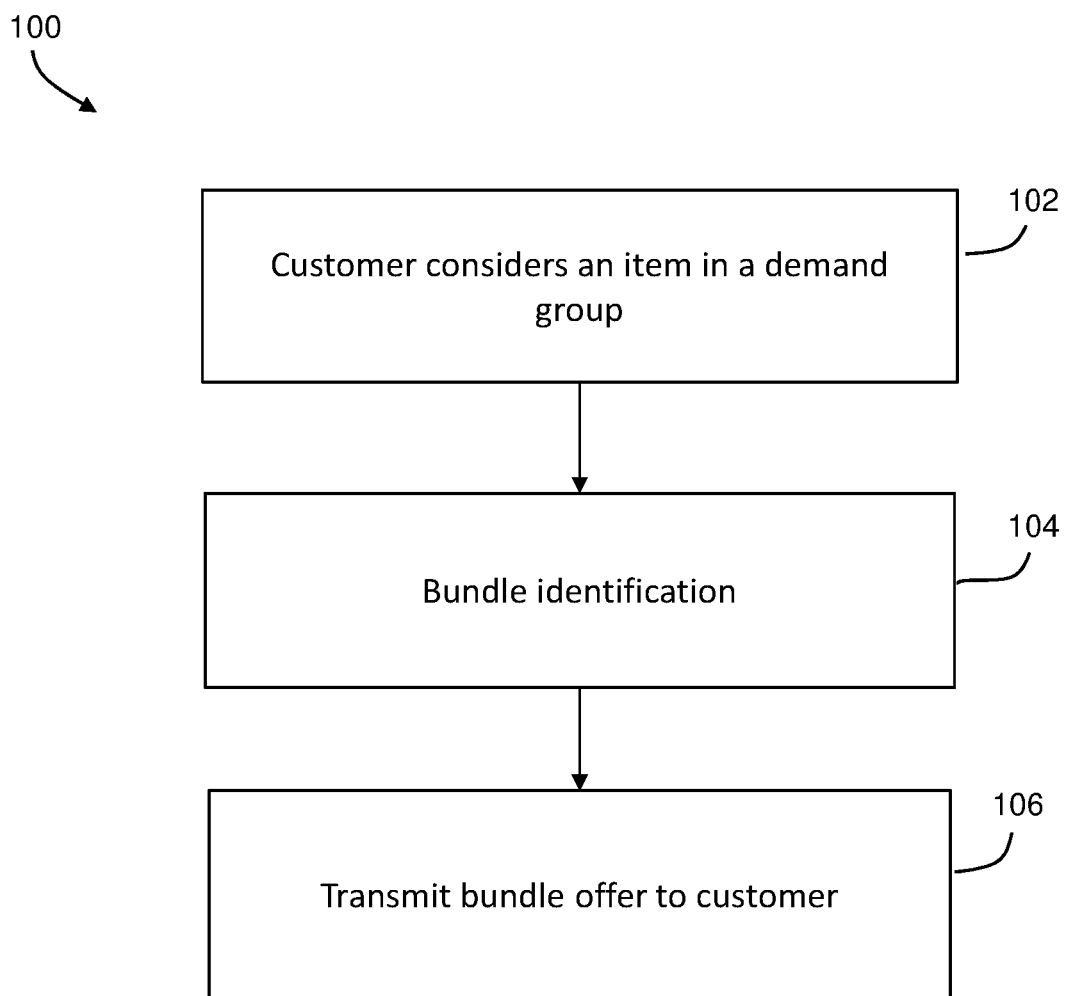 100
102
Customer considers an item in a demand
group
104
Bundle identification
106
Transmit bundle offer to customer